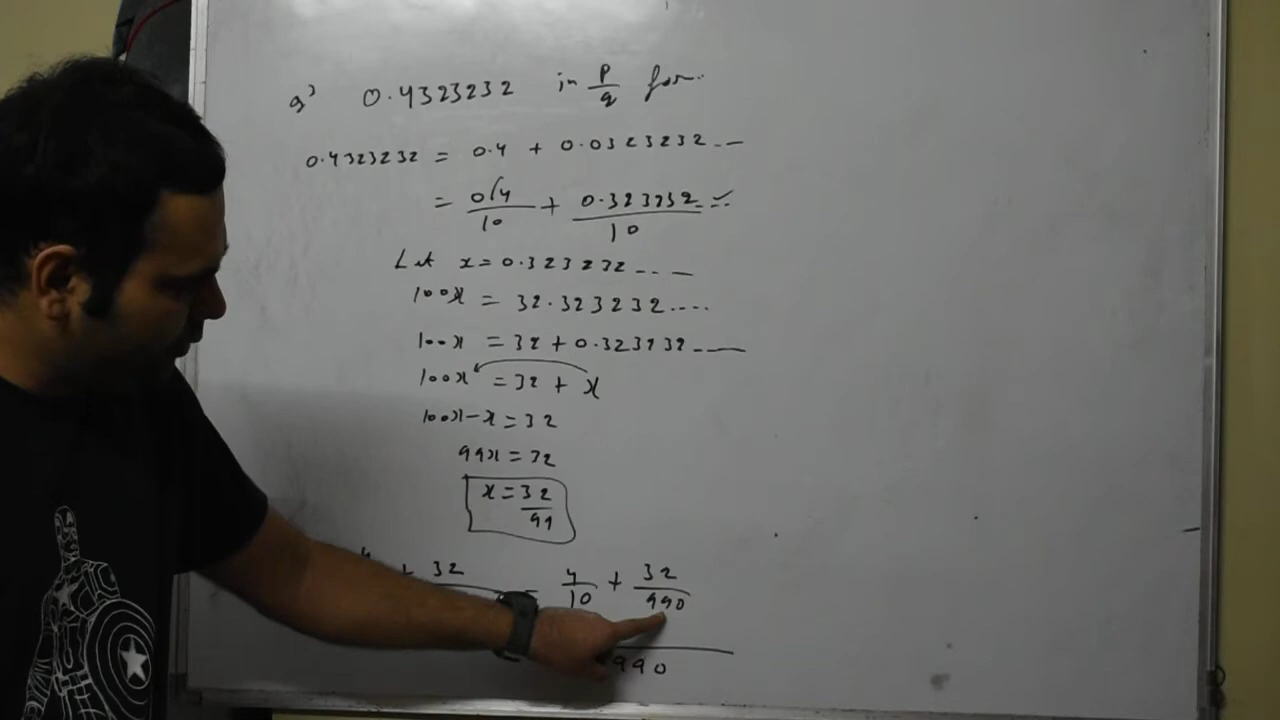 Q) 0.4323232 in P/q form
0.4323232 = 0.4 + 0.0323232...
= 0/4/10 + 0.323232.../10
Let x = 0.323232...
100x = 32.323232....
100x = 32 + 0.323232...
100x = 32 + x
100x - x = 32
99x = 32
x = 32/99
+ 32 = 4/10 + 32/990
990